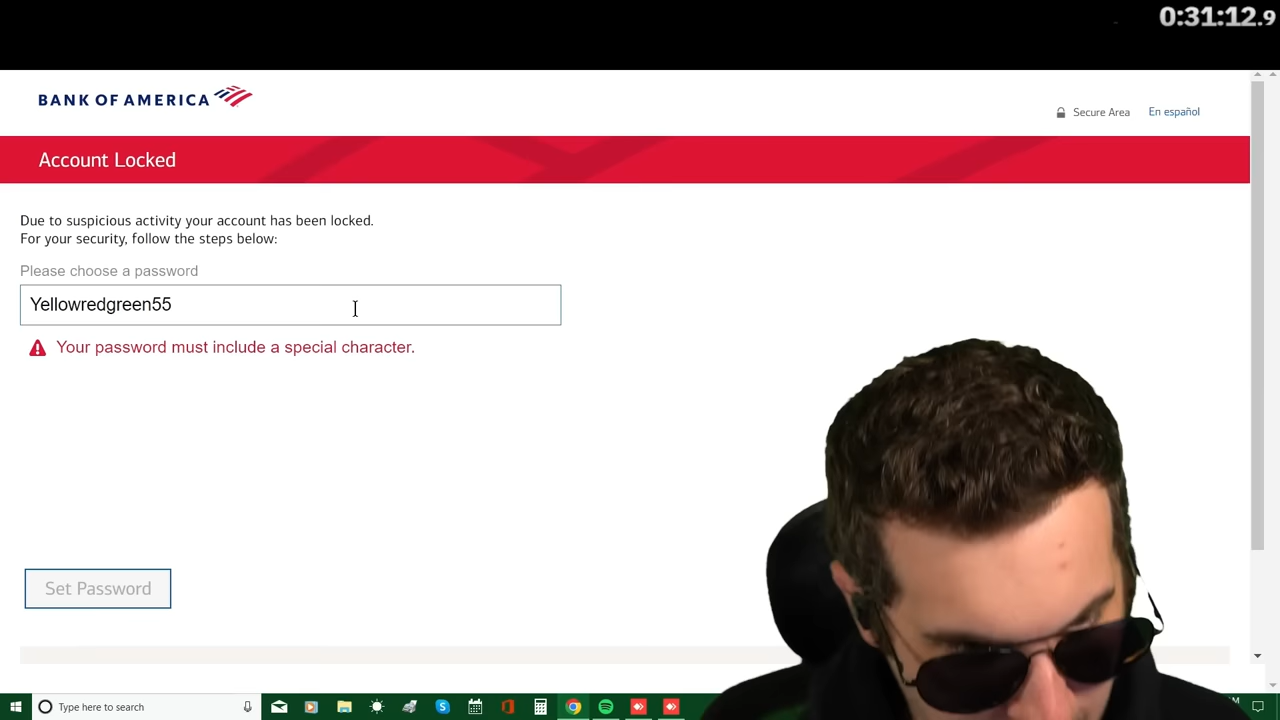 0:31:12.9
BANK OF AMERICA
Secure Area
En español
Account Locked
Due to suspicious activity your account has been locked.
For your security, follow the steps below:
Please choose a password
Yellowredgreen55
Your password must include a special character.
Set Password
Type here to search